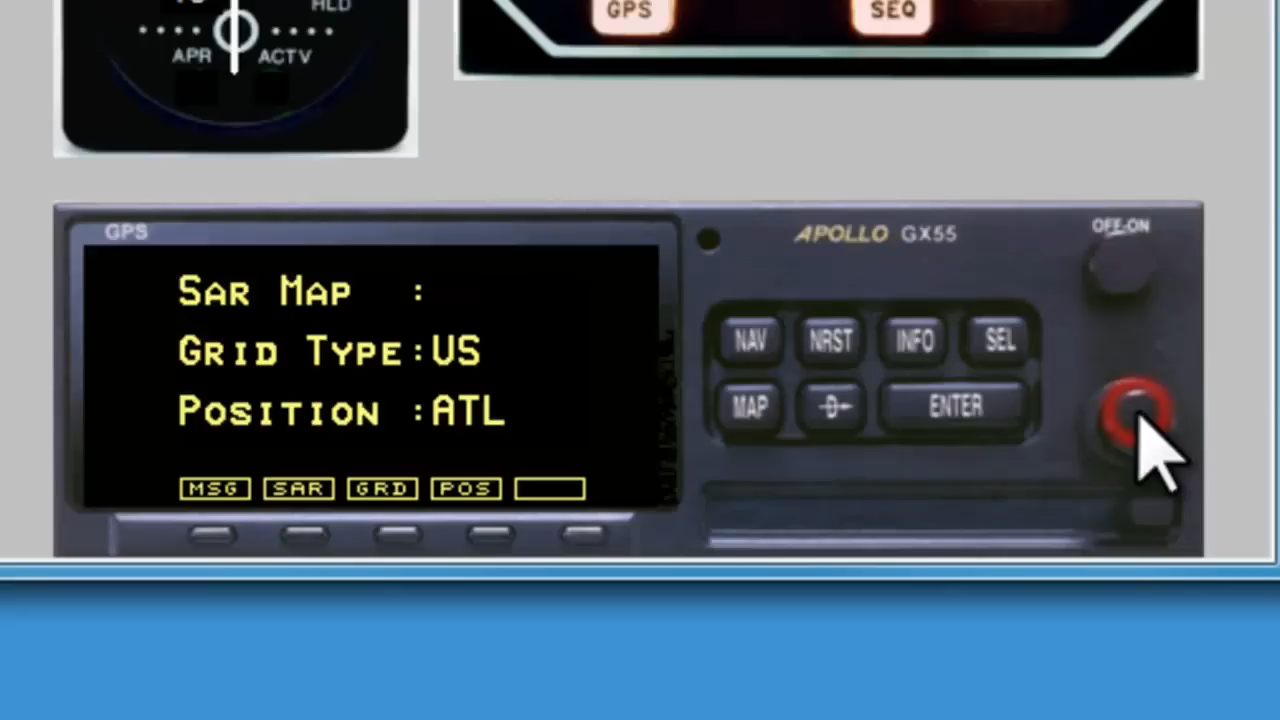 HLD
APR ACTV
GPS SEQ
GPS
APOLLO GX55
OFF-ON
SAR MAP :
GRID TYPE:US
POSITION :ATL
MSG SAR GRD POS
NAV NRST INFO SEL
MAP D ENTER